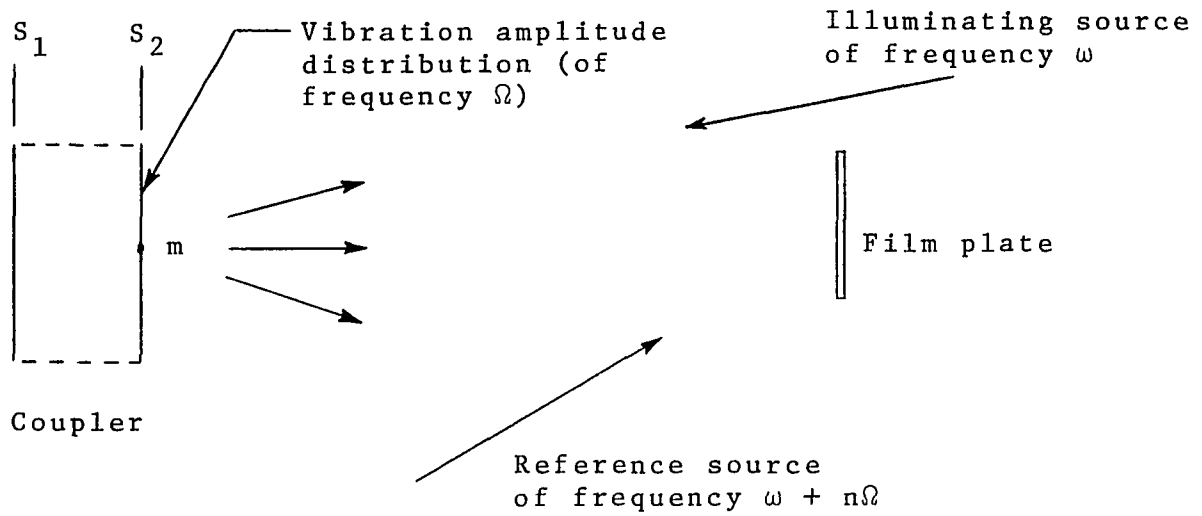 S1 S2
Vibration amplitude
distribution (of
frequency Ω)
Illuminating source
of frequency ω
m
Film plate
Coupler
Reference source
of frequency ω + nΩ